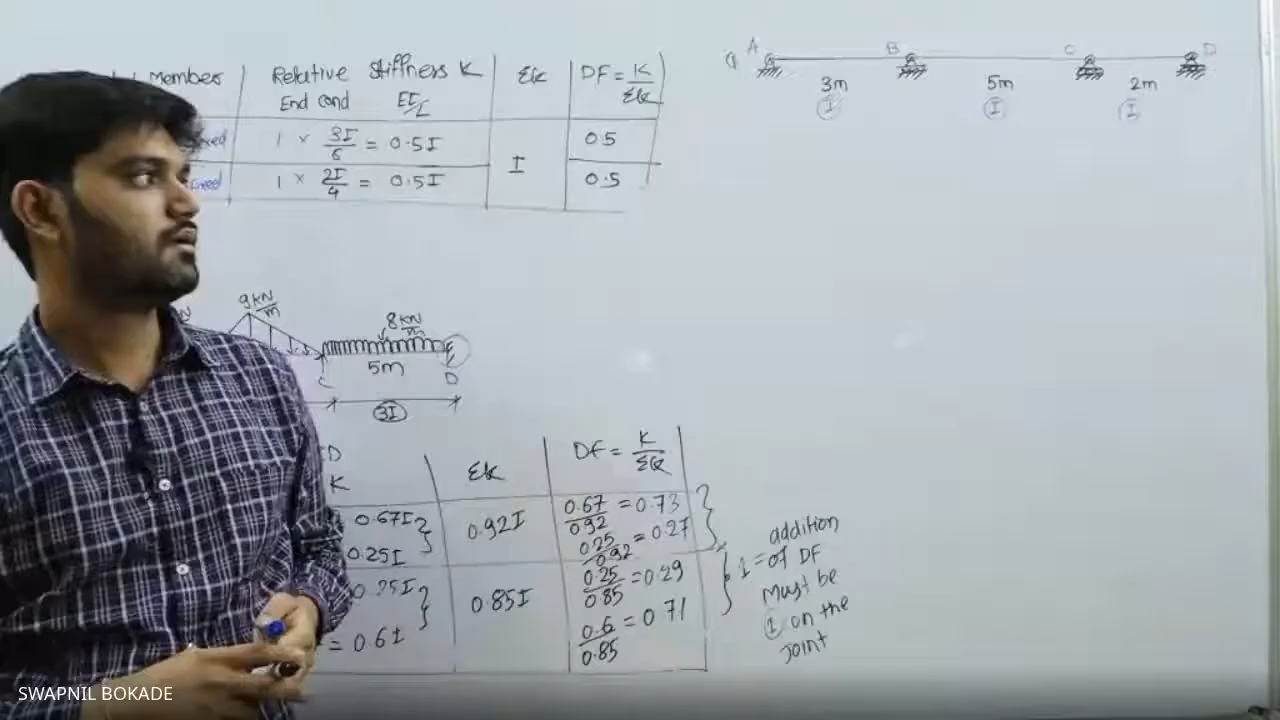 Member
Relative Stiffness K
End cond EI/L
Σk
DF = K/Σk
1 × 3I/6 = 0.5I
I
0.5
1 × 2I/4 = 0.5I
0.5
A B C D
3m 5m 2m
I I I
9 kN/m
8 kN/m
5m
C D
3I
D
K
Σk
DF = K/Σk
0.67I
0.92I
0.67/0.92 = 0.73
0.25I
0.25/0.92 = 0.27
0.25I
0.85I
0.25/0.85 = 0.29
= 0.6I
0.6/0.85 = 0.71
addition
1 = of DF
Must be
1 on the
joint
SWAPNIL BOKADE